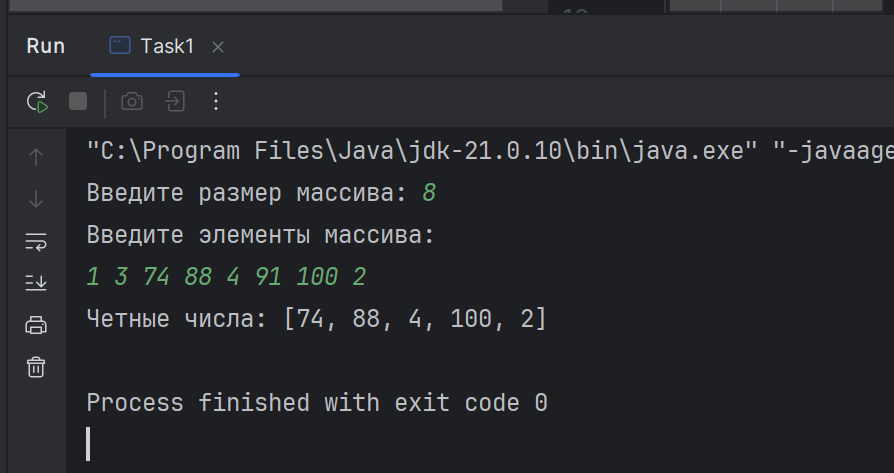 Run
Task1
"C:\Program Files\Java\jdk-21.0.10\bin\java.exe" "-javaage
Введите размер массива: 8
Введите элементы массива:
1 3 74 88 4 91 100 2
Четные числа: [74, 88, 4, 100, 2]
Process finished with exit code 0